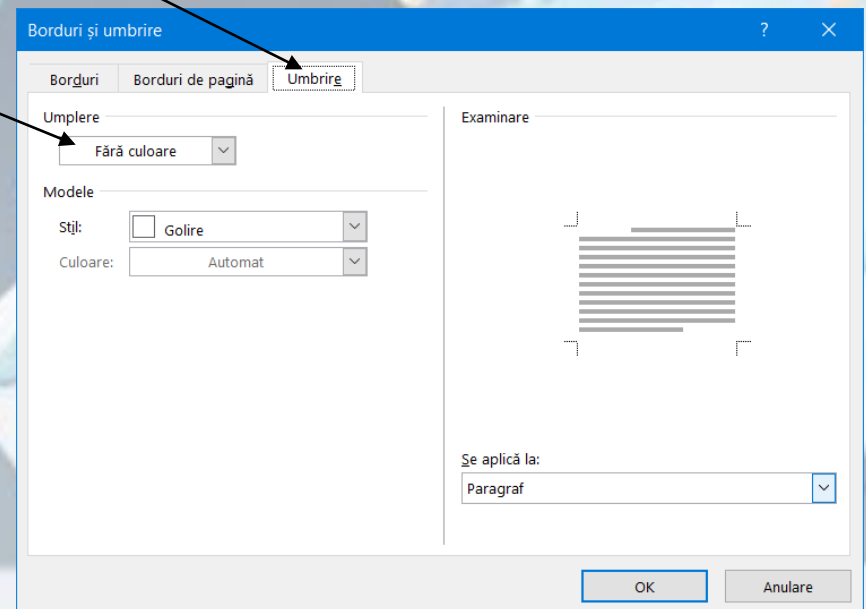 Borduri și umbrire ?
Borduri Borduri de pagină Umbrire
Umplere
Fără culoare
Modele
Stil: Golire
Culoare: Automat
Examinare
Se aplică la:
Paragraf
OK Anulare